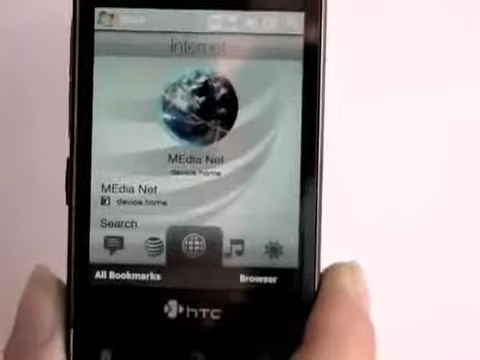 Internet
MEdia Net
device.home
MEdia Net
device.home
Search
All Bookmarks
Browser
hTC